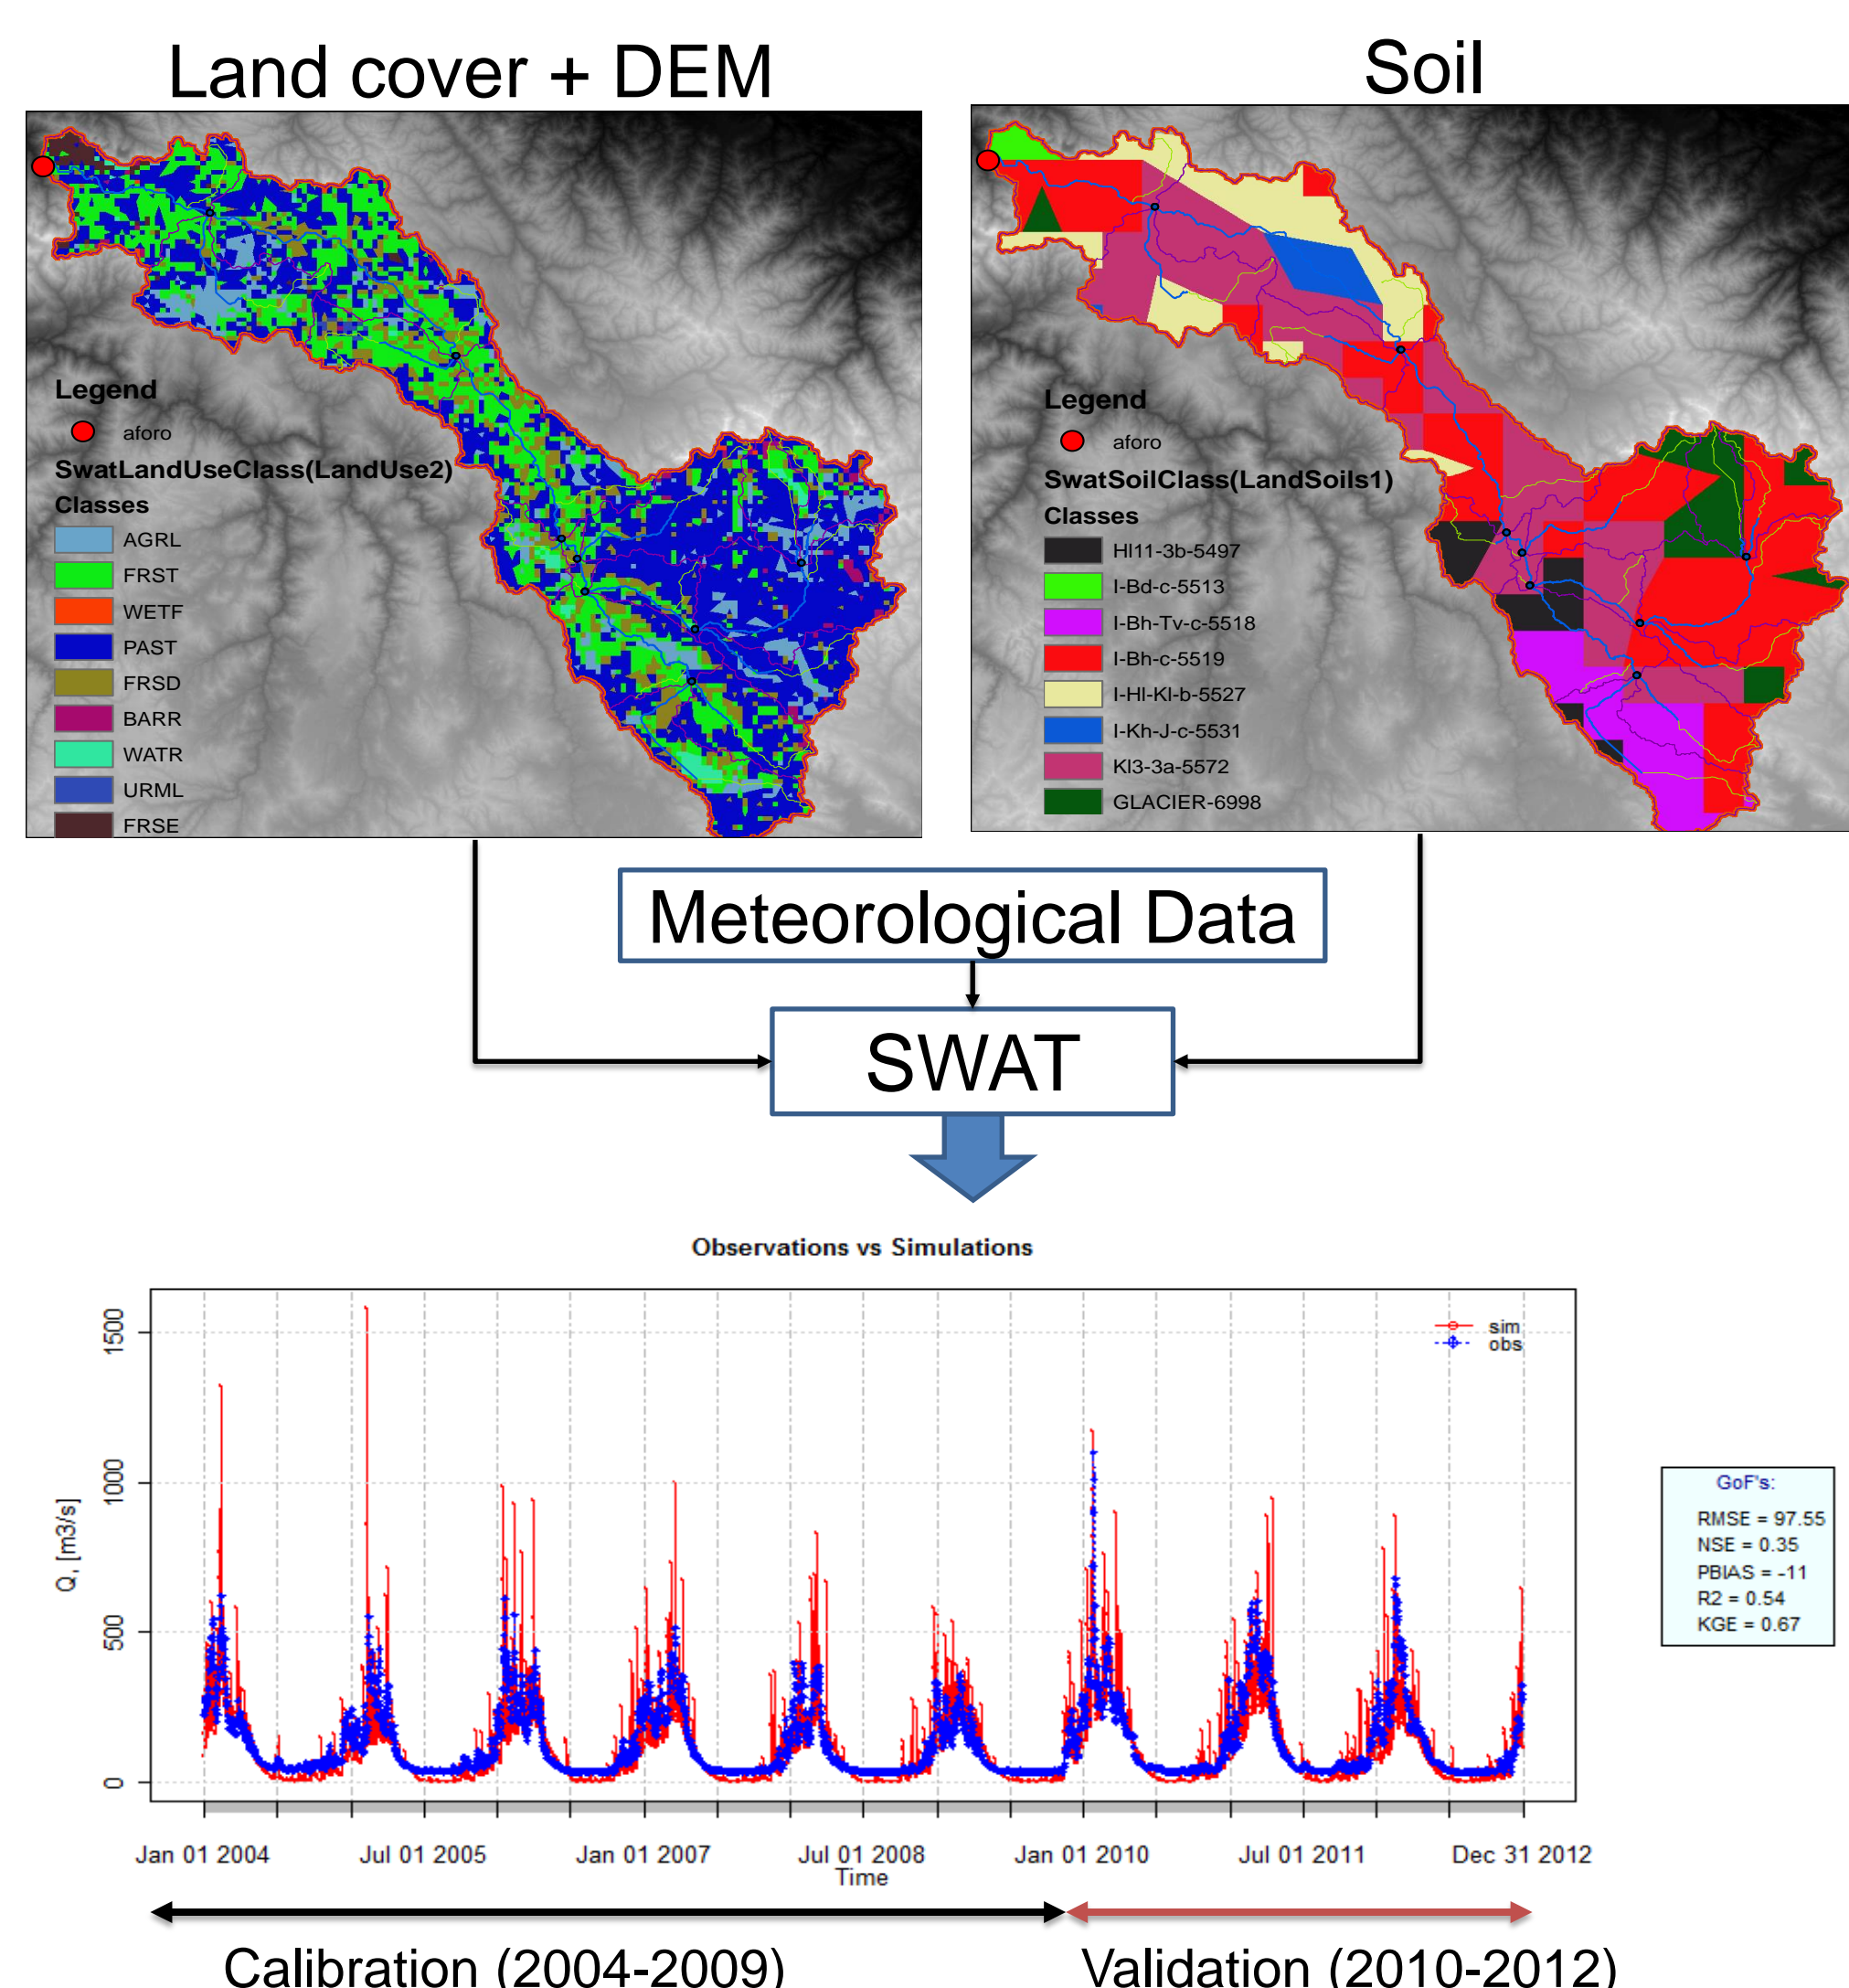 Land cover + DEM
Legend
aforo
SwatLandUseClass(LandUse2)
Classes
AGRL
FRST
WETF
PAST
FRSD
BARR
WATR
URML
FRSE
Soil
Legend
aforo
SwatSoilClass(LandSoils1)
Classes
Hl11-3b-5497
I-Bd-c-5513
I-Bh-Tv-c-5518
I-Bh-c-5519
I-Hl-Kl-b-5527
I-Kh-J-c-5531
Kl3-3a-5572
GLACIER-6998
Meteorological Data
SWAT
Observations vs Simulations
sim
obs
Q, [m3/s]
1500
1000
500
0
Jan 01 2004 Jul 01 2005 Jan 01 2007 Jul 01 2008 Jan 01 2010 Jul 01 2011 Dec 31 2012
Time
GoF's:
RMSE = 97.55
NSE = 0.35
PBIAS = -11
R2 = 0.54
KGE = 0.67
Calibration (2004-2009) Validation (2010-2012)